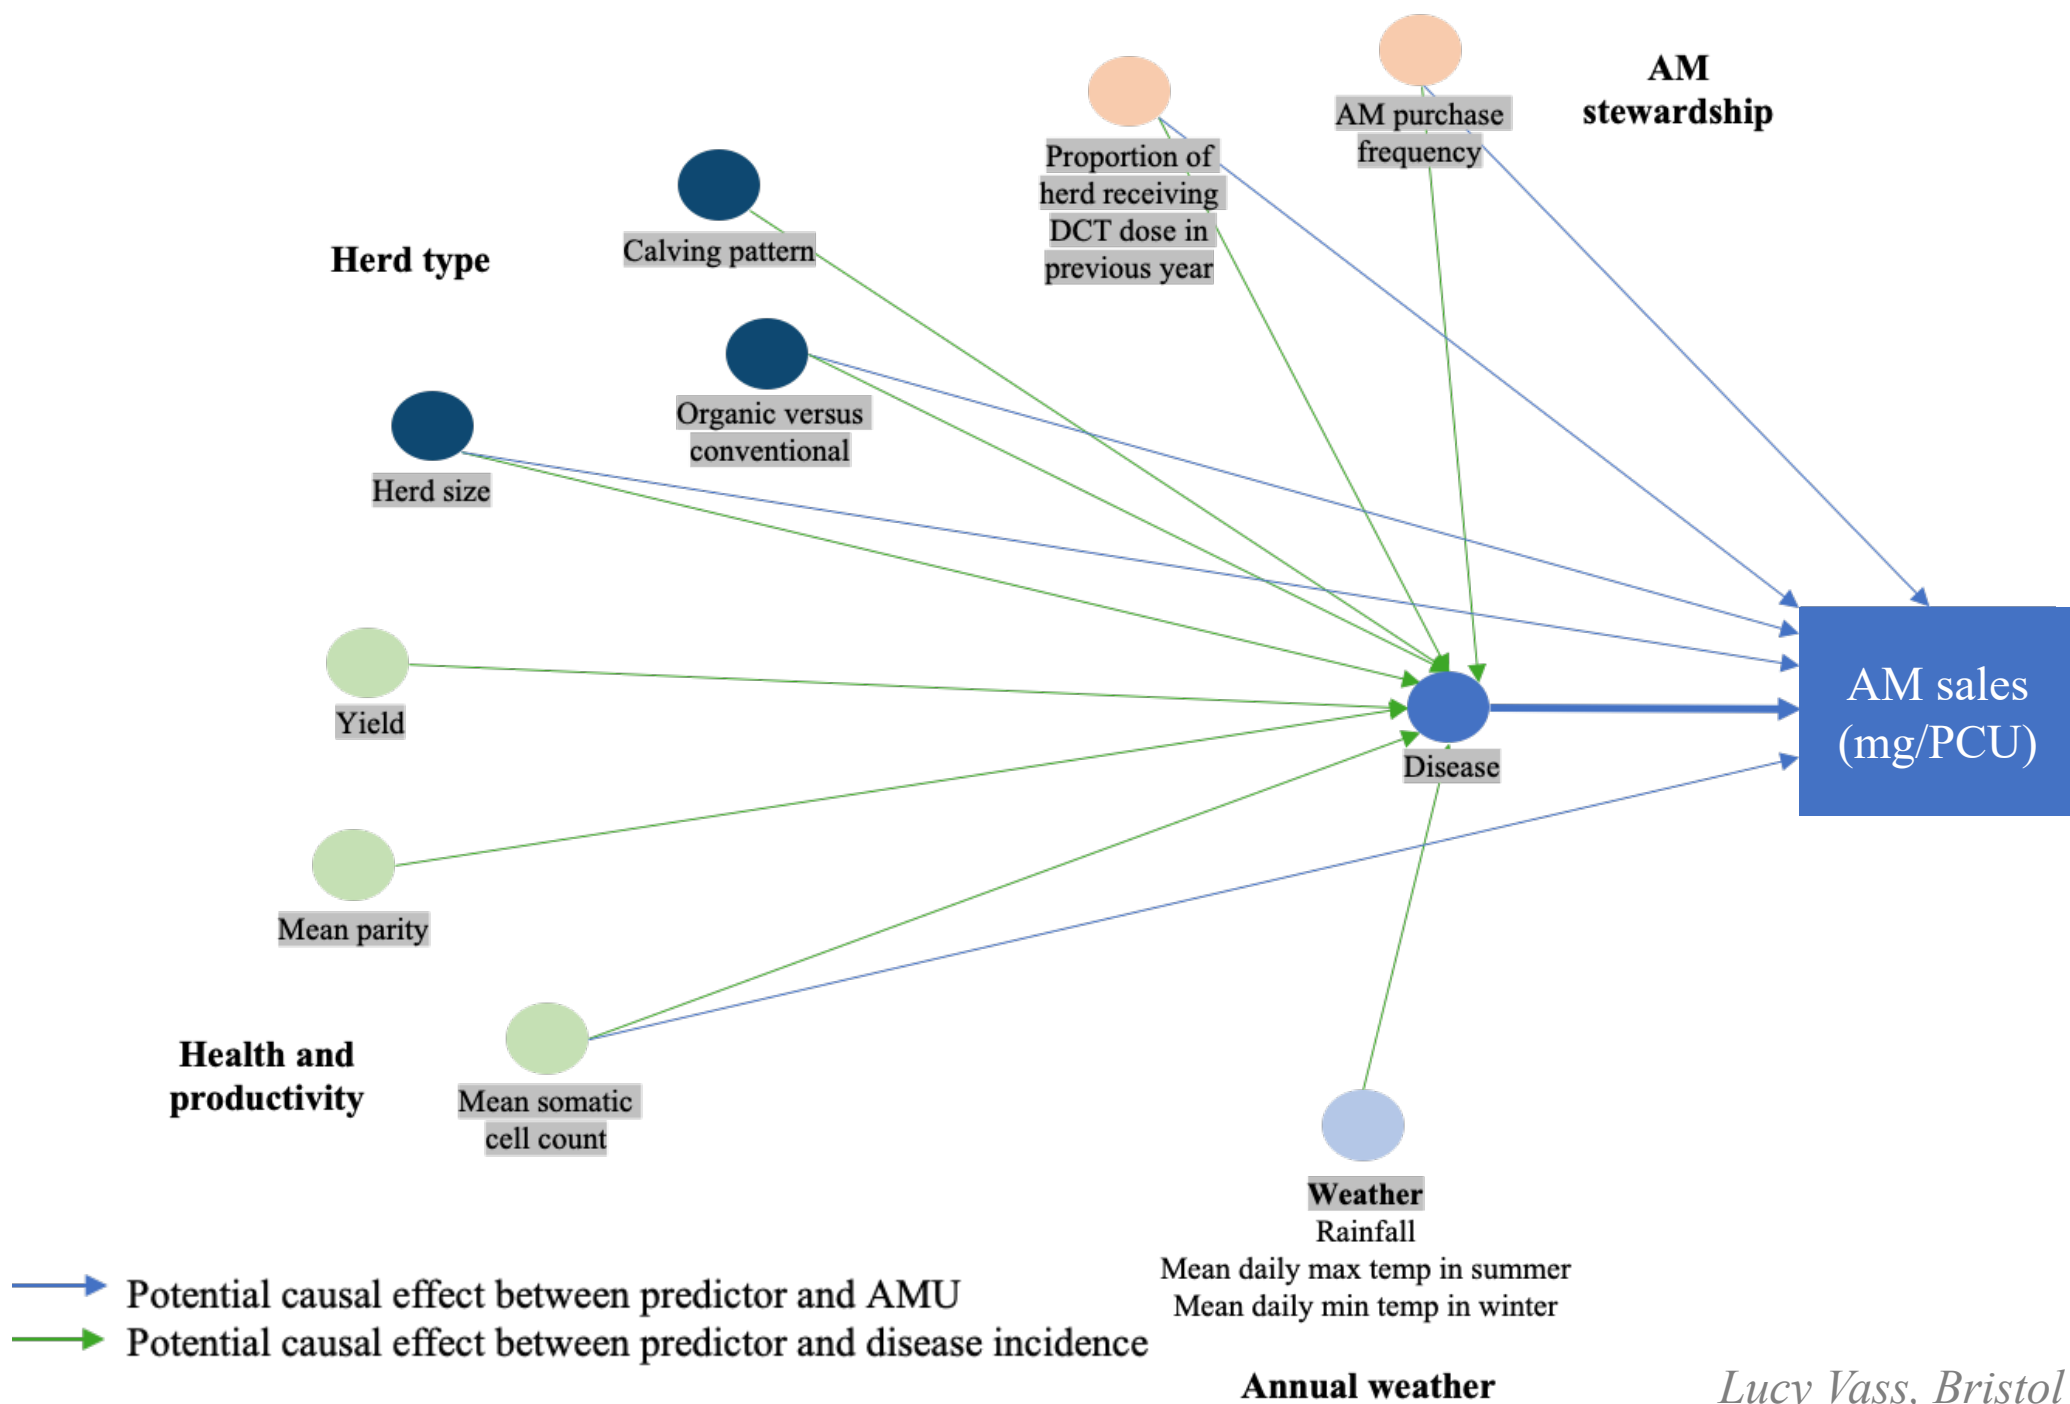 AM
stewardship
AM purchase
frequency
Proportion of
herd receiving
DCT dose in
previous year
Calving pattern
Herd type
Organic versus
conventional
Herd size
Yield
AM sales
(mg/PCU)
Disease
Mean parity
Health and
productivity
Mean somatic
cell count
Weather
Rainfall
Mean daily max temp in summer
Mean daily min temp in winter
Potential causal effect between predictor and AMU
Potential causal effect between predictor and disease incidence
Annual weather
Lucy Vass, Bristol